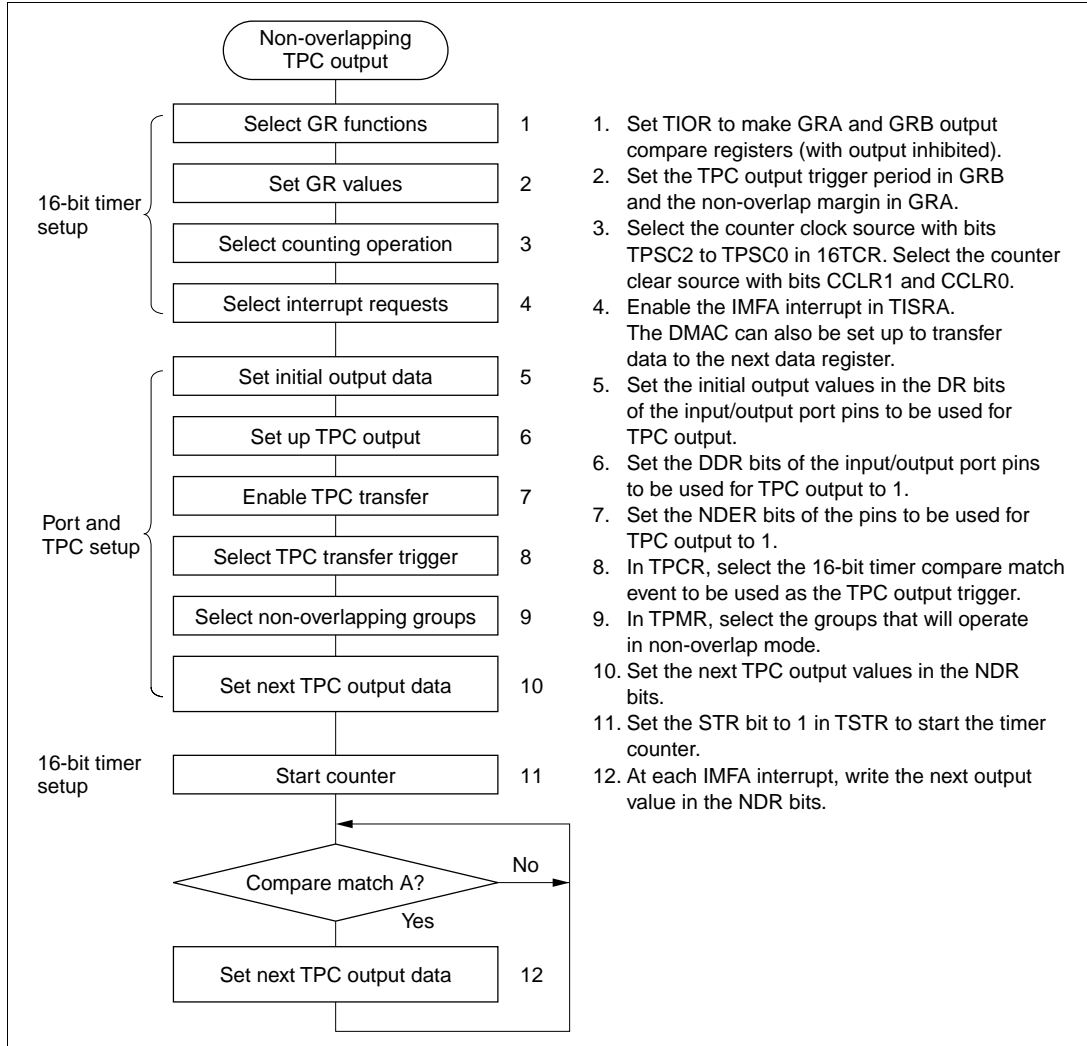 Non-overlapping
TPC output
16-bit timer
setup
Select GR functions 1
Set GR values 2
Select counting operation 3
Select interrupt requests 4
Port and
TPC setup
Set initial output data 5
Set up TPC output 6
Enable TPC transfer 7
Select TPC transfer trigger 8
Select non-overlapping groups 9
Set next TPC output data 10
16-bit timer
setup
Start counter 11
Compare match A?
No
Yes
Set next TPC output data 12
1. Set TIOR to make GRA and GRB output
compare registers (with output inhibited).
2. Set the TPC output trigger period in GRB
and the non-overlap margin in GRA.
3. Select the counter clock source with bits
TPSC2 to TPSC0 in 16TCR. Select the counter
clear source with bits CCLR1 and CCLR0.
4. Enable the IMFA interrupt in TISRA.
The DMAC can also be set up to transfer
data to the next data register.
5. Set the initial output values in the DR bits
of the input/output port pins to be used for
TPC output.
6. Set the DDR bits of the input/output port pins
to be used for TPC output to 1.
7. Set the NDER bits of the pins to be used for
TPC output to 1.
8. In TPCR, select the 16-bit timer compare match
event to be used as the TPC output trigger.
9. In TPMR, select the groups that will operate
in non-overlap mode.
10. Set the next TPC output values in the NDR
bits.
11. Set the STR bit to 1 in TSTR to start the timer
counter.
12. At each IMFA interrupt, write the next output
value in the NDR bits.